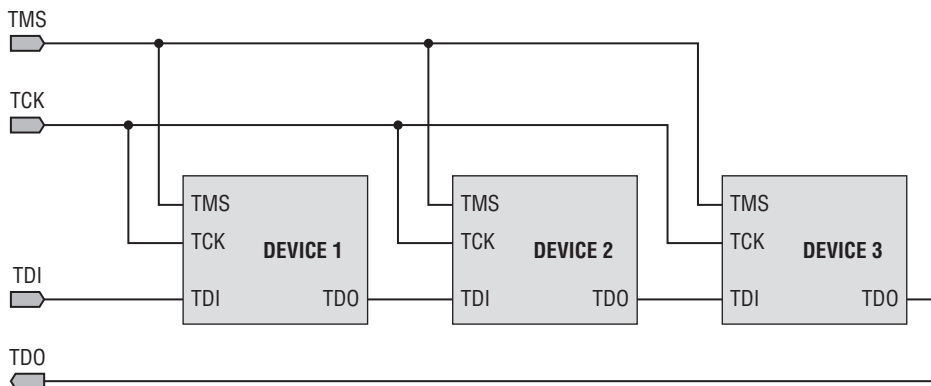 TMS
TCK
TMS
TCK
DEVICE 1
TDI
TDO
TMS
TCK
DEVICE 2
TDI
TDO
TMS
TCK
DEVICE 3
TDI
TDO
TDI
TDO